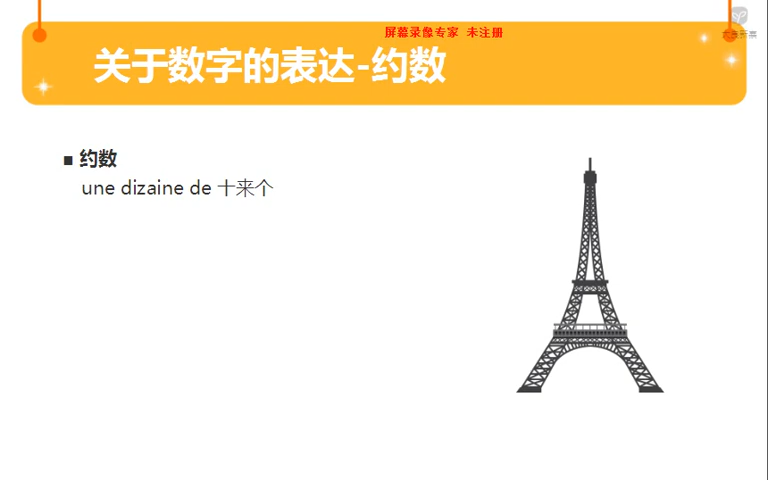 屏幕录像专家 未注册
关于数字的表达-约数
■ 约数
une dizaine de 十来个